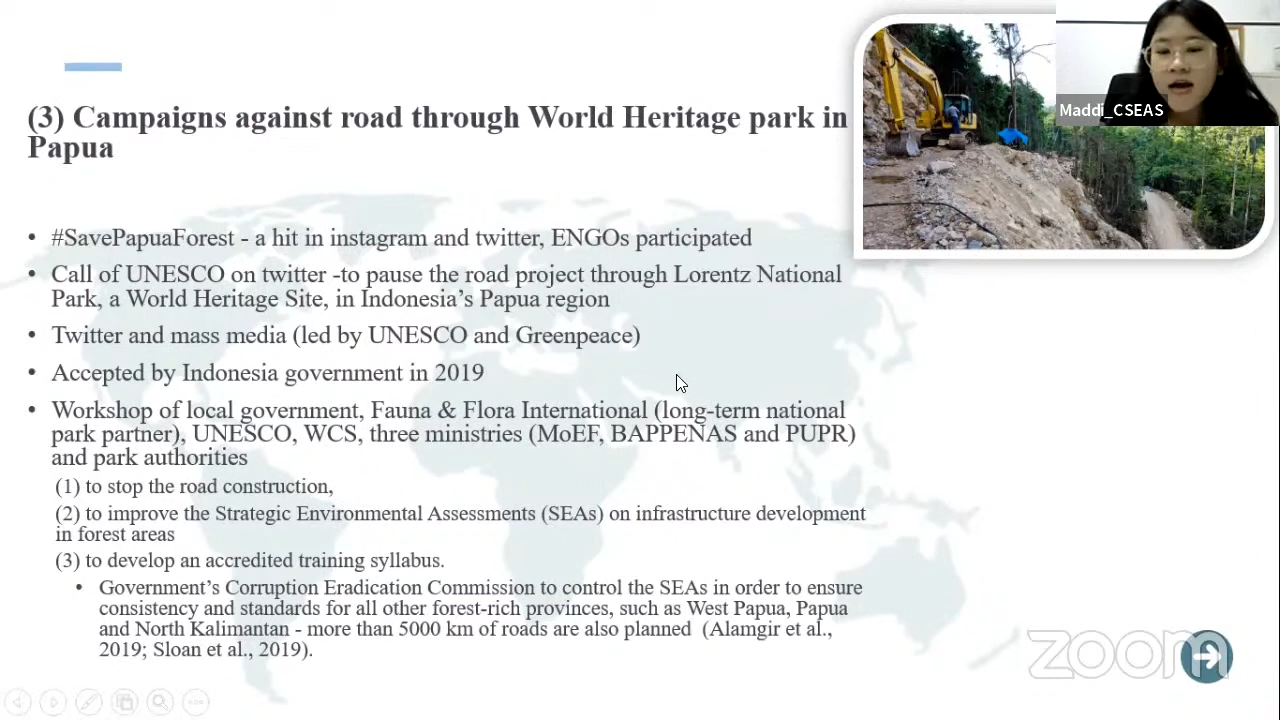 (3) Campaigns against road through World Heritage park in
Papua
Maddi_CSEAS
• #SavePapuaForest - a hit in instagram and twitter, ENGOs participated
• Call of UNESCO on twitter -to pause the road project through Lorentz National
Park, a World Heritage Site, in Indonesia's Papua region
• Twitter and mass media (led by UNESCO and Greenpeace)
• Accepted by Indonesia government in 2019
• Workshop of local government, Fauna & Flora International (long-term national
park partner), UNESCO, WCS, three ministries (MoEF, BAPPENAS and PUPR)
and park authorities
(1) to stop the road construction,
(2) to improve the Strategic Environmental Assessments (SEAs) on infrastructure development
in forest areas
(3) to develop an accredited training syllabus.
• Government's Corruption Eradication Commission to control the SEAs in order to ensure
consistency and standards for all other forest-rich provinces, such as West Papua, Papua
and North Kalimantan - more than 5000 km of roads are also planned (Alamgir et al.,
2019; Sloan et al., 2019).
zoom